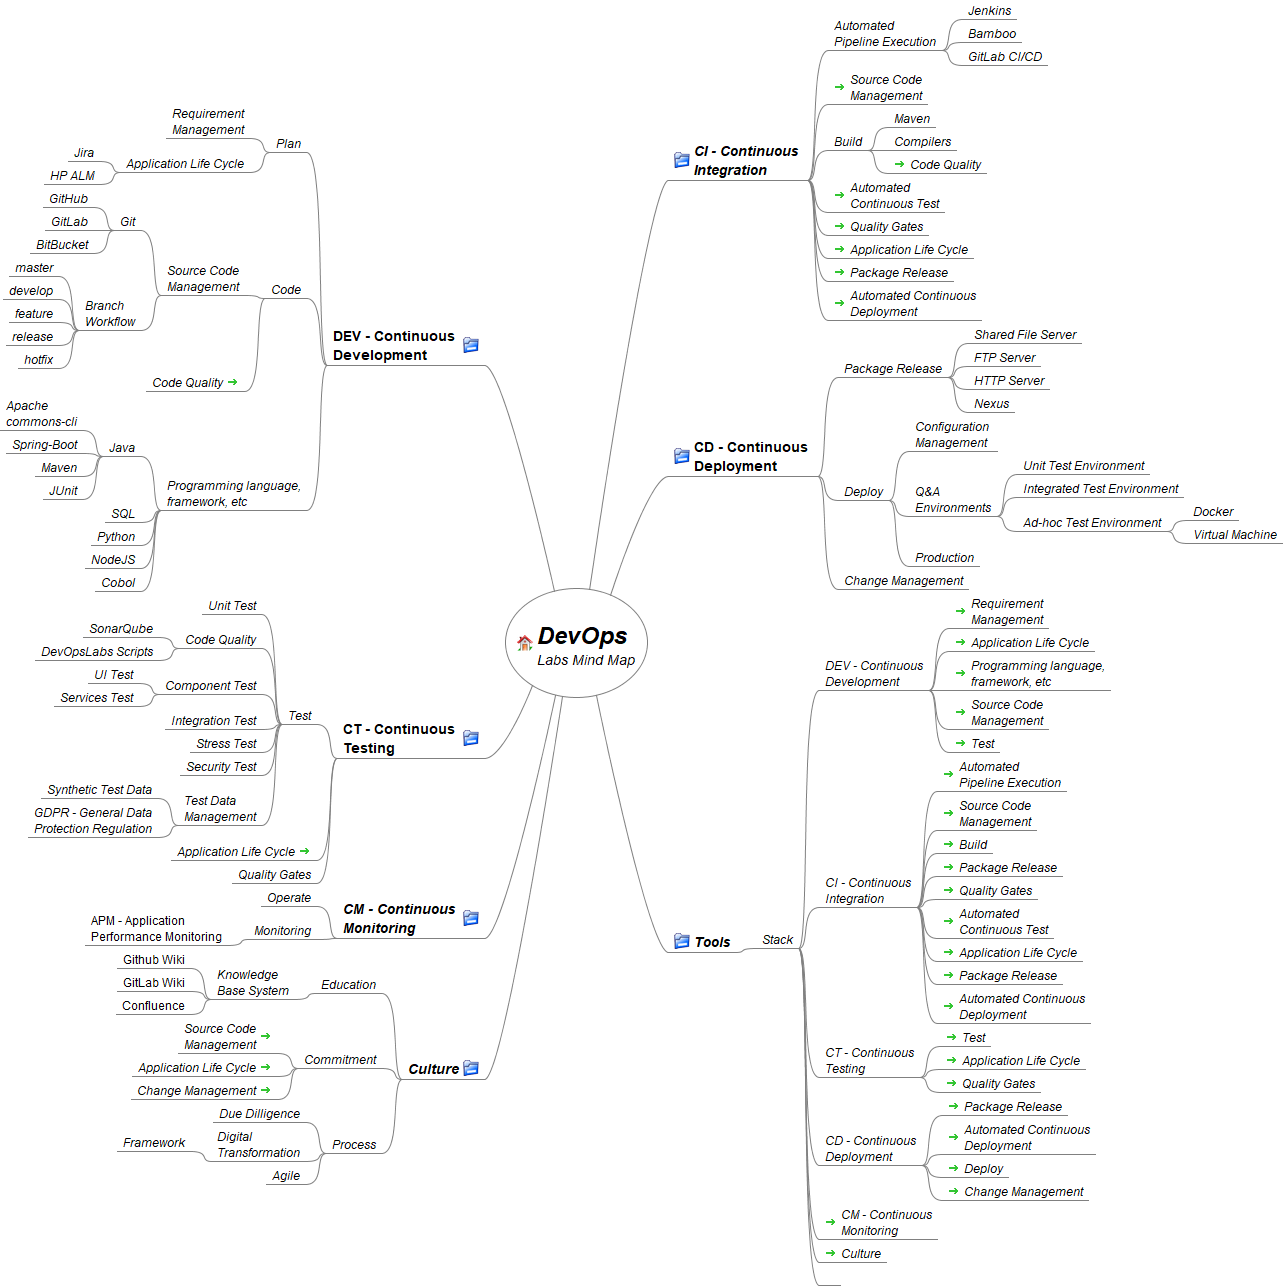 DevOps
Labs Mind Map
DEV - Continuous
Development
Plan
Requirement
Management
Application Life Cycle
Jira
HP ALM
Code
Source Code
Management
Git
GitHub
GitLab
BitBucket
Branch
Workflow
master
develop
feature
release
hotfix
Code Quality
Programming language,
framework, etc
Java
Apache
commons-cli
Spring-Boot
Maven
JUnit
SQL
Python
NodeJS
Cobol
CT - Continuous
Testing
Test
Unit Test
Code Quality
SonarQube
DevOpsLabs Scripts
Component Test
UI Test
Services Test
Integration Test
Stress Test
Security Test
Test Data
Management
Synthetic Test Data
GDPR - General Data
Protection Regulation
Application Life Cycle
Quality Gates
CM - Continuous
Monitoring
Operate
Monitoring
APM - Application
Performance Monitoring
Culture
Education
Knowledge
Base System
Github Wiki
GitLab Wiki
Confluence
Commitment
Source Code
Management
Application Life Cycle
Change Management
Process
Due Dilligence
Digital
Transformation
Framework
Agile
CI - Continuous
Integration
Automated
Pipeline Execution
Jenkins
Bamboo
GitLab CI/CD
Source Code
Management
Build
Maven
Compilers
Code Quality
Automated
Continuous Test
Quality Gates
Application Life Cycle
Package Release
Automated Continuous
Deployment
CD - Continuous
Deployment
Package Release
Shared File Server
FTP Server
HTTP Server
Nexus
Deploy
Configuration
Management
Q&A
Environments
Unit Test Environment
Integrated Test Environment
Ad-hoc Test Environment
Docker
Virtual Machine
Production
Change Management
Tools
Stack
DEV - Continuous
Development
Requirement
Management
Application Life Cycle
Programming language,
framework, etc
Source Code
Management
Test
CI - Continuous
Integration
Automated
Pipeline Execution
Source Code
Management
Build
Package Release
Quality Gates
Automated
Continuous Test
Application Life Cycle
Package Release
Automated Continuous
Deployment
CT - Continuous
Testing
Test
Application Life Cycle
Quality Gates
CD - Continuous
Deployment
Package Release
Automated Continuous
Deployment
Deploy
Change Management
CM - Continuous
Monitoring
Culture